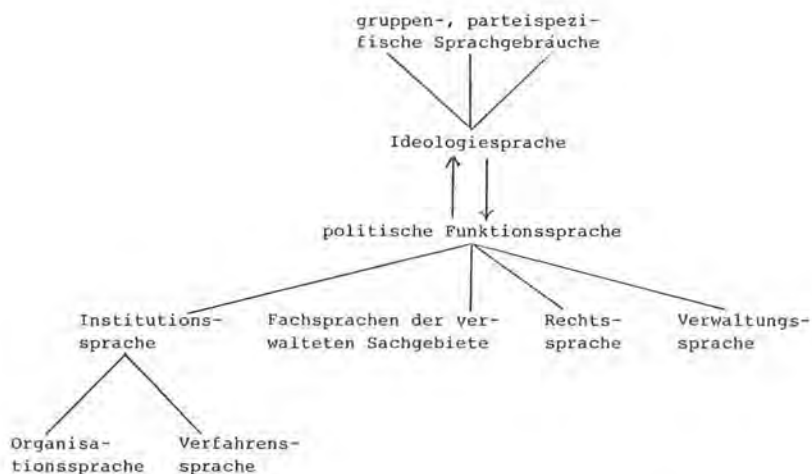 gruppen-, parteispezi-
fische Sprachgebräuche
Ideologiesprache
politische Funktionssprache
Institutions-
sprache
Fachsprachen der ver-
walteten Sachgebiete
Rechts-
sprache
Verwaltungs-
sprache
Organisa-
tionssprache
Verfahrens-
sprache